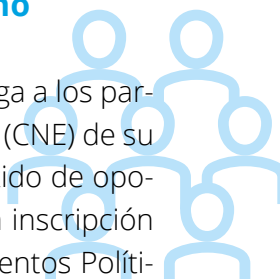 no
ga a los par-
(CNE) de su
ido de opo-
inscripción
entos Políti-